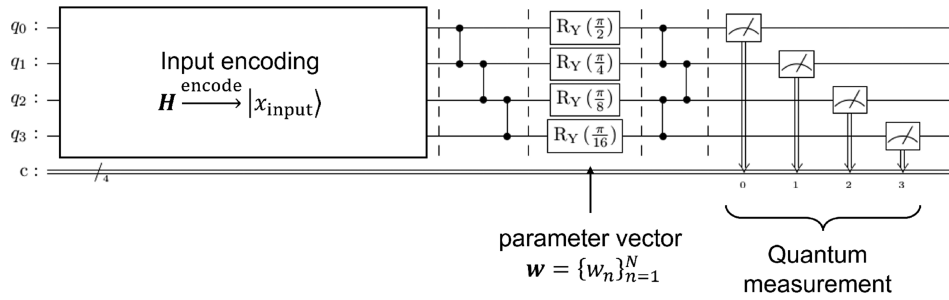 q₀ :
q₁ :
q₂ :
q₃ :
c :
4
Input encoding
H encode |x_input⟩
R_Y (π/2)
R_Y (π/4)
R_Y (π/8)
R_Y (π/16)
0 1 2 3
parameter vector
w = {w_n}_{n=1}^N
Quantum
measurement